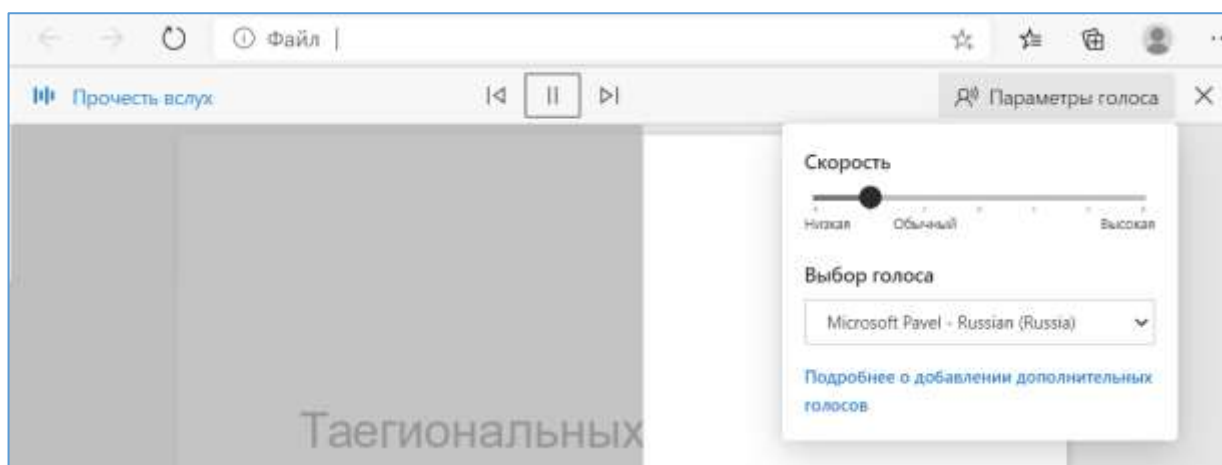 Файл
Прочесть вслух
Параметры голоса
Скорость
Низкая Обычный Высокая
Выбор голоса
Microsoft Pavel - Russian (Russia)
Подробнее о добавлении дополнительных
голосов
Таегиональных